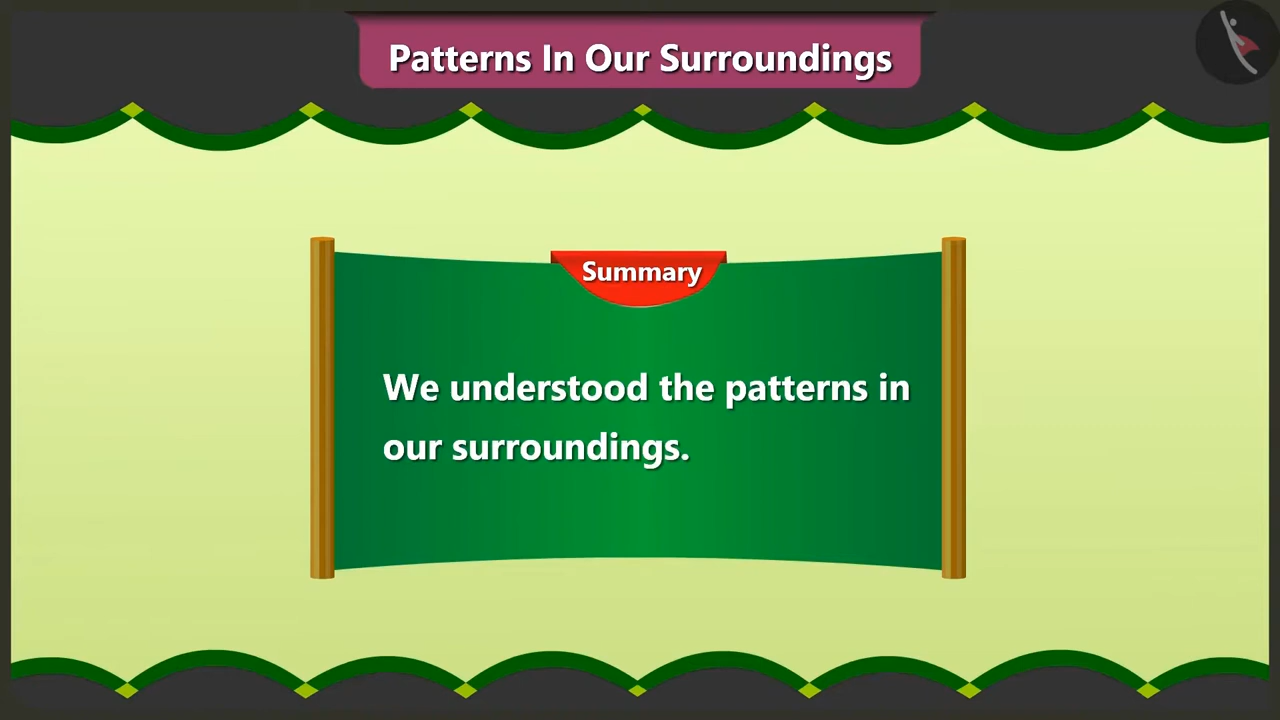 Patterns In Our Surroundings
Summary
We understood the patterns in
our surroundings.